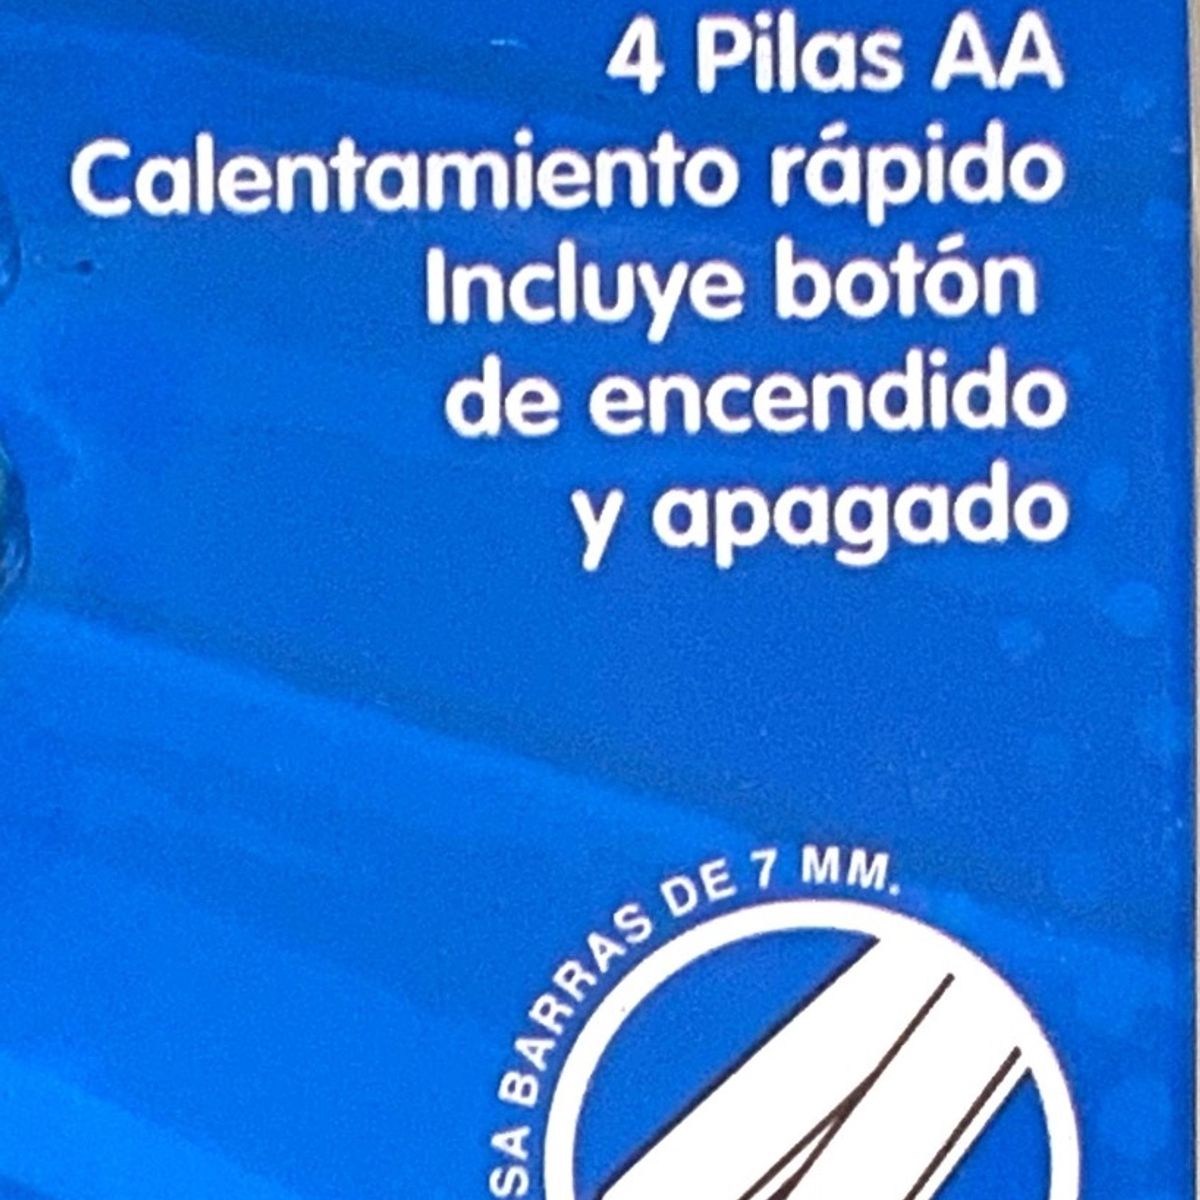 4 Pilas AA
Calentamiento rápido
Incluye botón
de encendido
y apagado
SA BARRAS DE 7 MM.